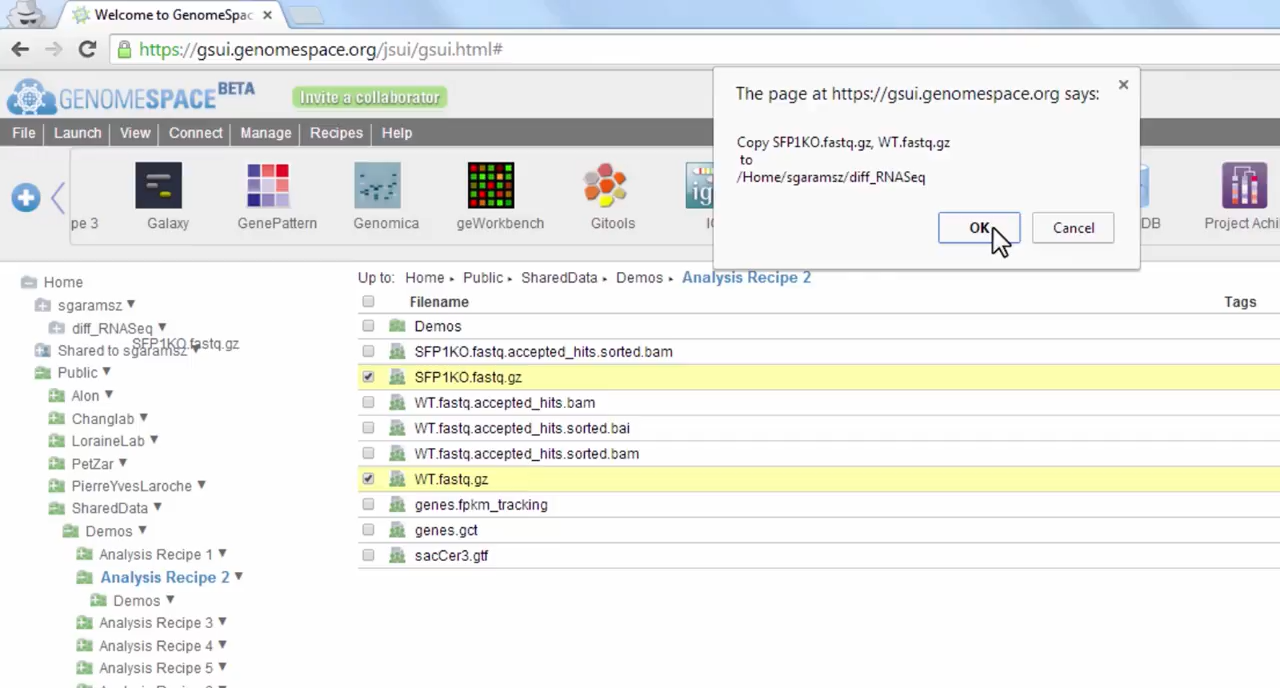 Welcome to GenomeSpac
https://gsui.genomespace.org/jsui/gsui.html#
GENOMESPACE BETA
Invite a collaborator
The page at https://gsui.genomespace.org says:
Copy SFP1KO.fastq.gz, WT.fastq.gz
to
/Home/sgaramsz/diff_RNASeq
OK
Cancel
File
Launch
View
Connect
Manage
Recipes
Help
pe 3
Galaxy
GenePattern
Genomica
geWorkbench
Gitools
IG
DB
Project Achi
Home
sgaramsz
diff_RNASeq
SFP1KO.fastq.gz
Shared to sgaramsz
Public
Alon
Changlab
LoraineLab
PetZar
PierreYvesLaroche
SharedData
Demos
Analysis Recipe 1
Analysis Recipe 2
Demos
Analysis Recipe 3
Analysis Recipe 4
Analysis Recipe 5
Up to: Home Public SharedData Demos Analysis Recipe 2
Filename
Tags
Demos
SFP1KO.fastq.accepted_hits.sorted.bam
SFP1KO.fastq.gz
WT.fastq.accepted_hits.bam
WT.fastq.accepted_hits.sorted.bai
WT.fastq.accepted_hits.sorted.bam
WT.fastq.gz
genes.fpkm_tracking
genes.gct
sacCer3.gtf